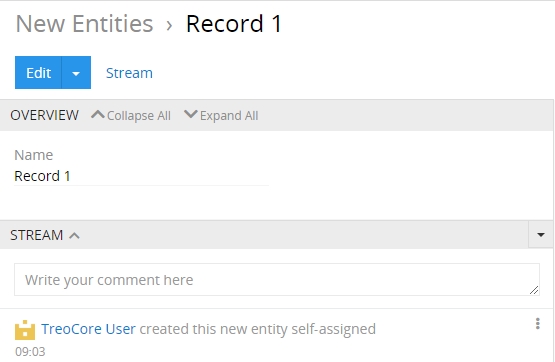 New Entities › Record 1
Edit Stream
OVERVIEW Collapse All Expand All
Name
Record 1
STREAM
Write your comment here
TreoCore User created this new entity self-assigned
09:03